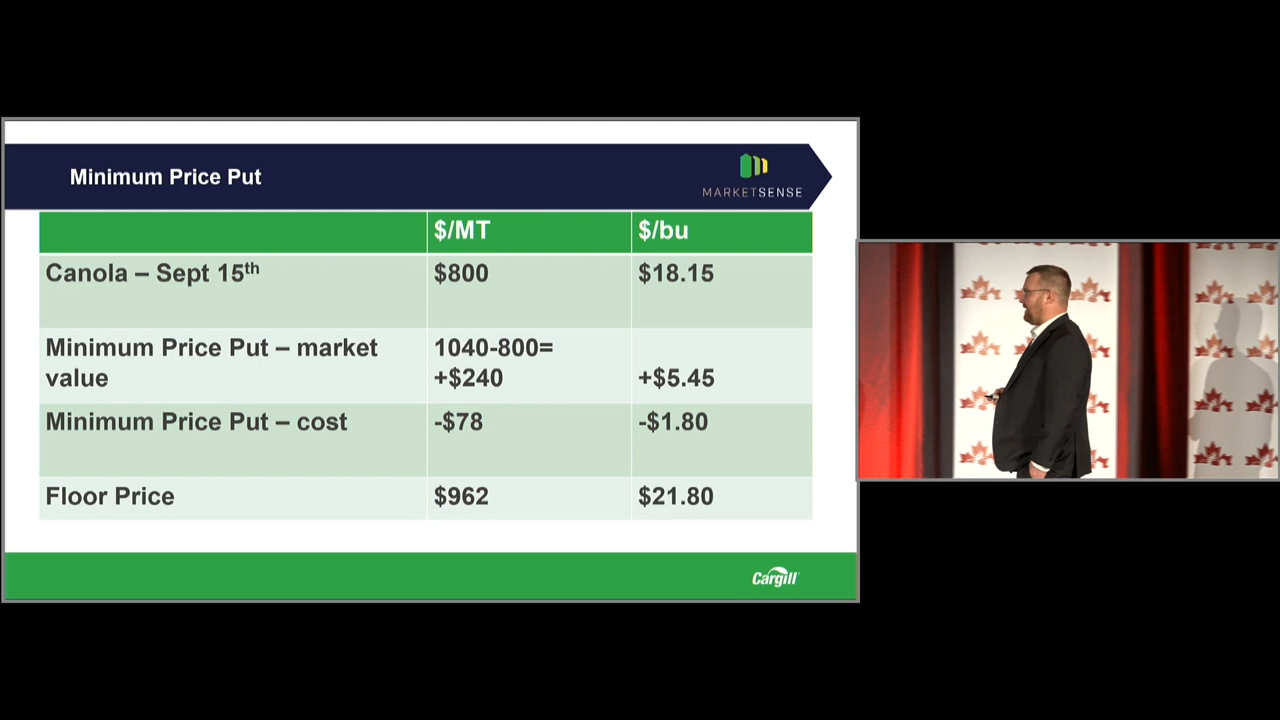 Minimum Price Put
MARKETSENSE
$/MT
$/bu
Canola – Sept 15th
$800
$18.15
Minimum Price Put – market
value
1040-800=
+$240
+$5.45
Minimum Price Put – cost
-$78
-$1.80
Floor Price
$962
$21.80
Cargill